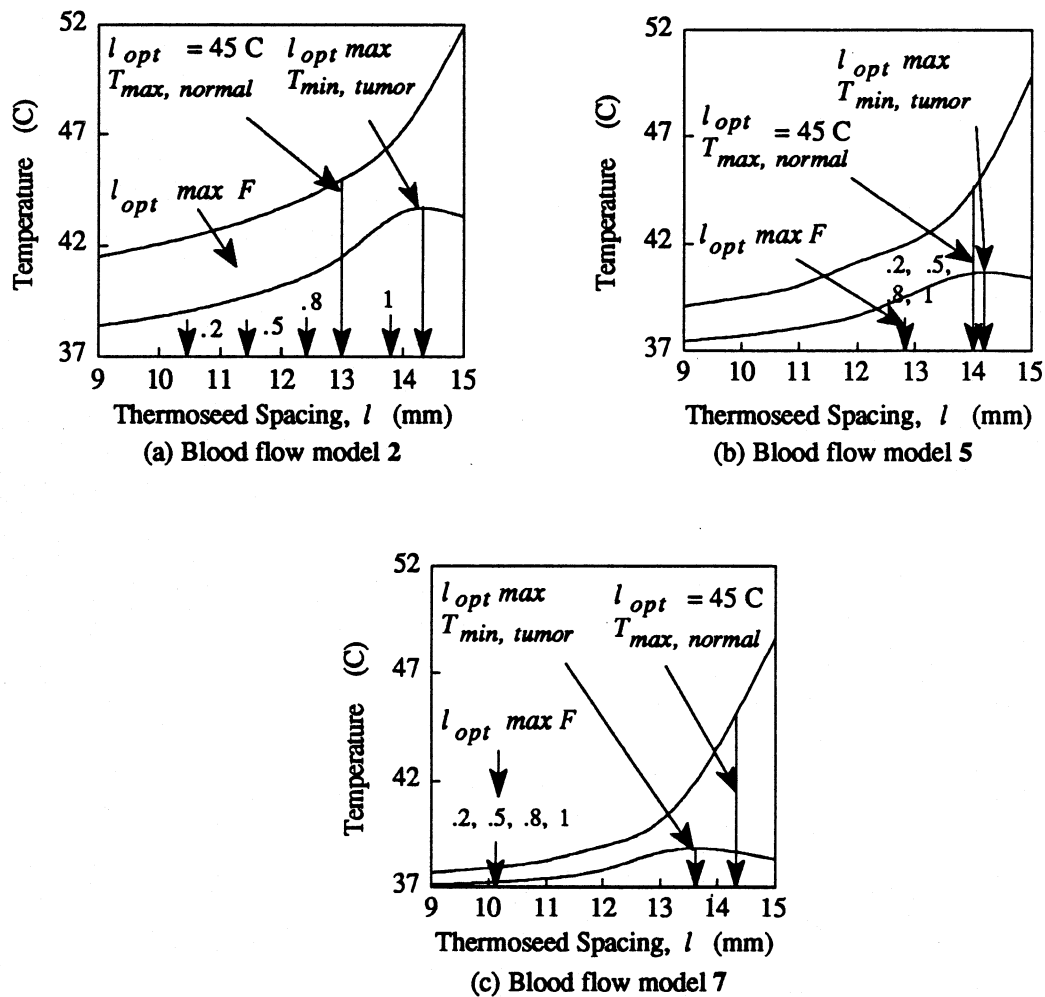 52
l opt = 45 C l opt max
T max, normal T min, tumor
47
l opt max F
42
.8 1
.2 .5
37
9 10 11 12 13 14 15
Temperature (C)
Thermoseed Spacing, l (mm)
(a) Blood flow model 2
52
l opt max
T min, tumor
47
l opt = 45 C
T max, normal
42
l opt max F
.2, .5,
.8, 1
37
9 10 11 12 13 14 15
Temperature (C)
Thermoseed Spacing, l (mm)
(b) Blood flow model 5
52
l opt max l opt = 45 C
T min, tumor T max, normal
47
l opt max F
42
.2, .5, .8, 1
37
9 10 11 12 13 14 15
Temperature (C)
Thermoseed Spacing, l (mm)
(c) Blood flow model 7